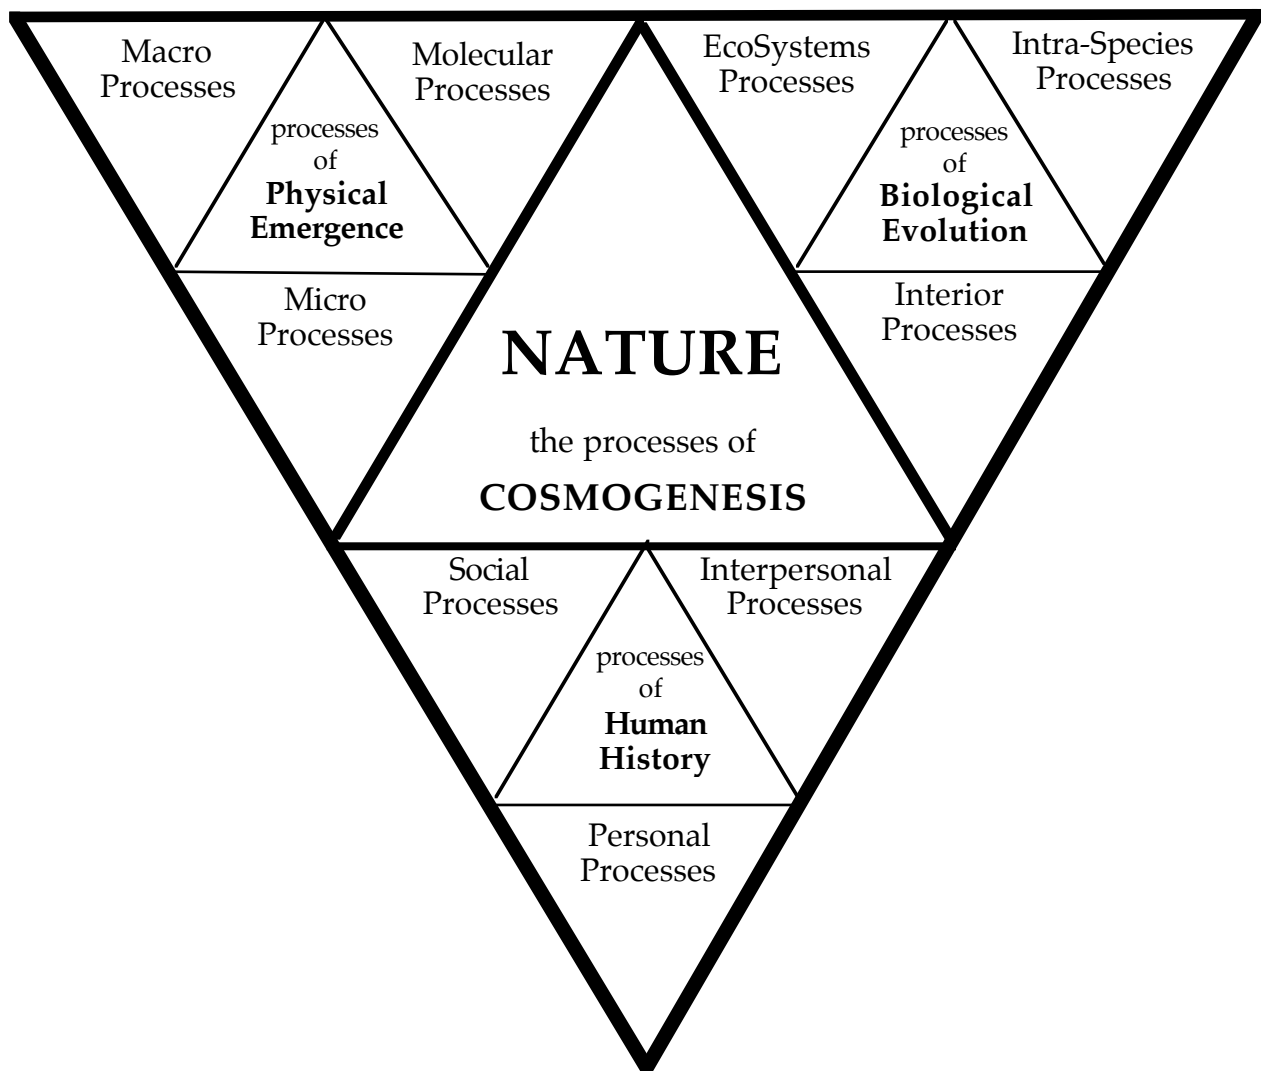 Macro
Processes
Molecular
Processes
processes
of
Physical
Emergence
Micro
Processes
EcoSystems
Processes
Intra-Species
Processes
processes
of
Biological
Evolution
Interior
Processes
NATURE
the processes of
COSMOGENESIS
Social
Processes
Interpersonal
Processes
processes
of
Human
History
Personal
Processes